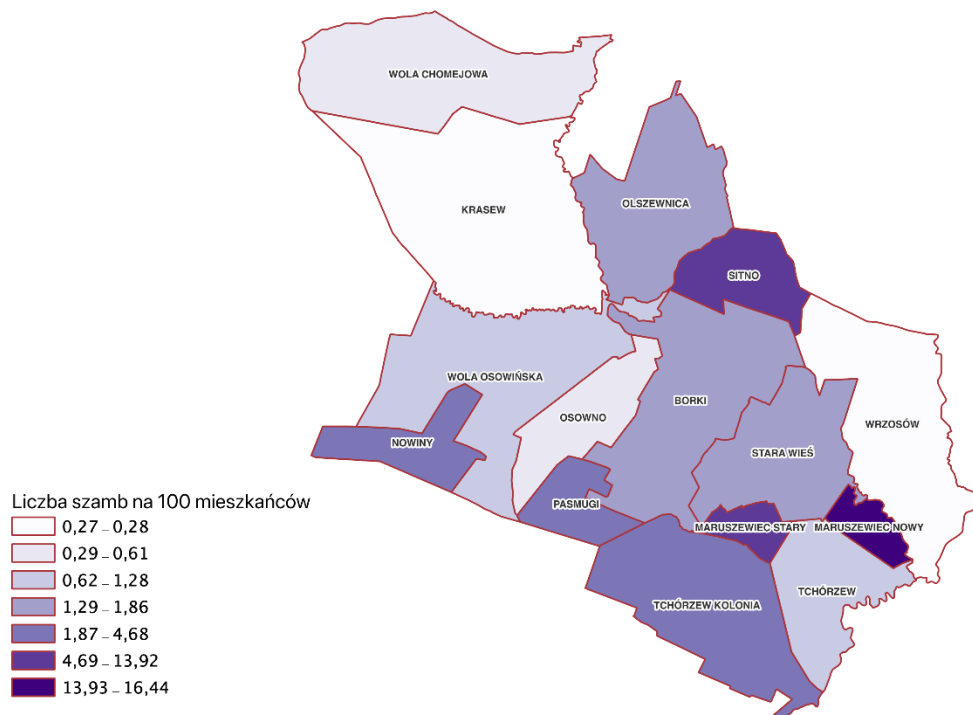 WOLA CHOMEJOWA
KRASEW
OLSZEWNICA
SITNO
WOLA OSOWIŃSKA
OSOWNO
BORKI
WRZOSÓW
NOWINY
STARA WIEŚ
PASMUGI
MARUSZEWIEC STARY
MARUSZEWIEC NOWY
TCHÓRZEW KOLONIA
TCHÓRZEW
Liczba szamb na 100 mieszkańców
0,27 – 0,28
0,29 – 0,61
0,62 – 1,28
1,29 – 1,86
1,87 – 4,68
4,69 – 13,92
13,93 – 16,44